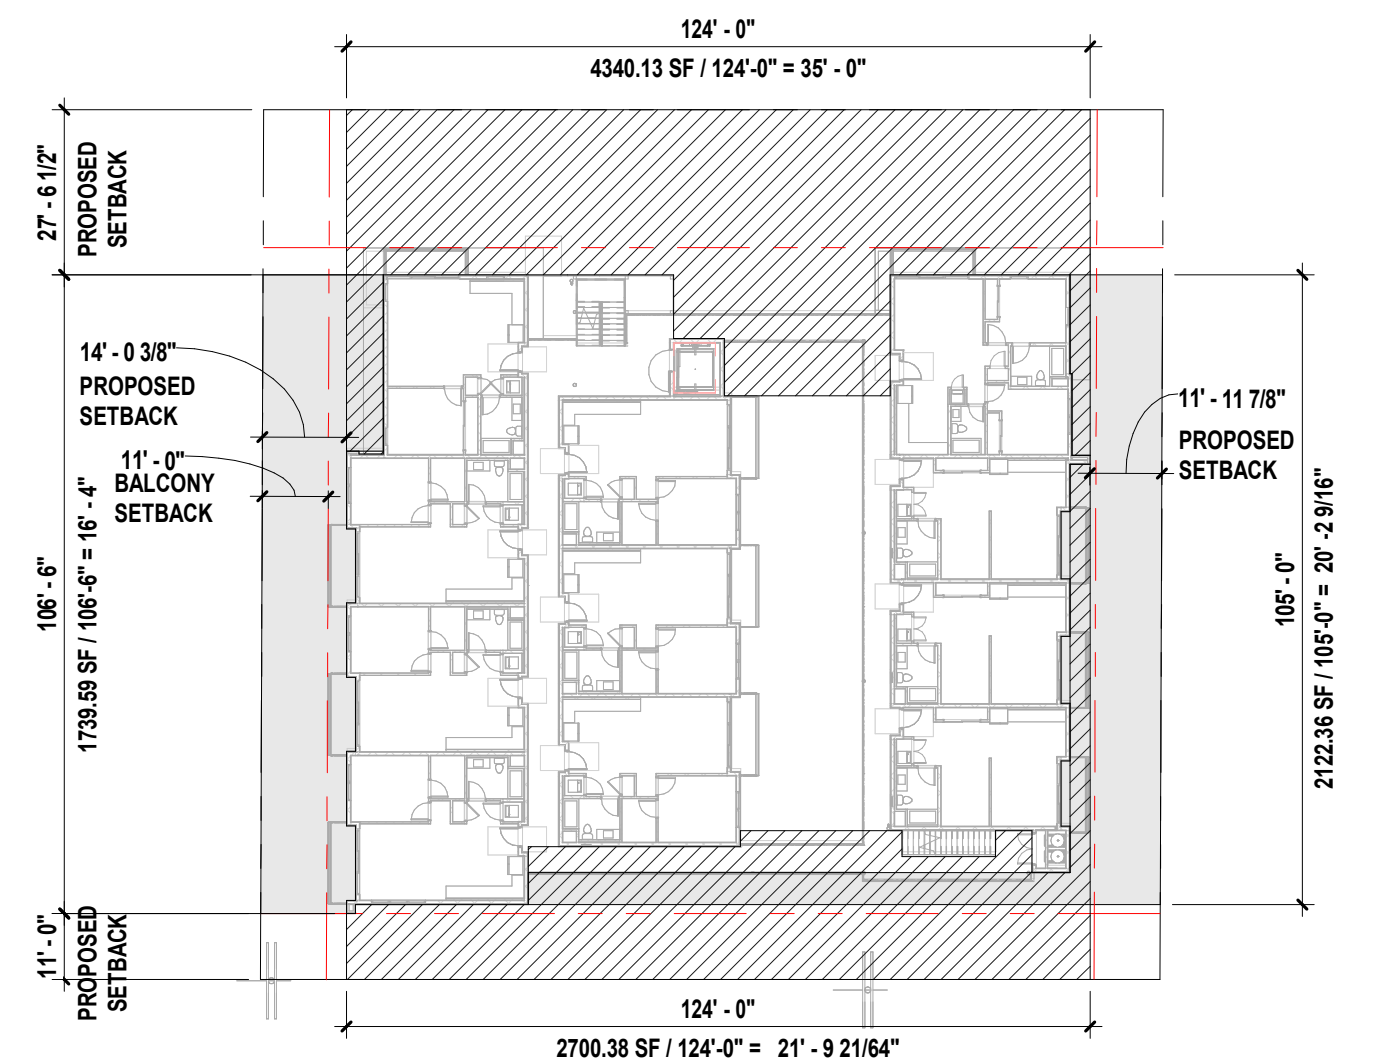 124' - 0"
4340.13 SF / 124'-0" = 35' - 0"
27' - 6 1/2"
PROPOSED
SETBACK
14' - 0 3/8"
PROPOSED
SETBACK
11' - 0"
BALCONY
SETBACK
106' - 6"
1739.59 SF / 106'-6" = 16' - 4"
11' - 0"
PROPOSED
SETBACK
11' - 11 7/8"
PROPOSED
SETBACK
105' - 0"
2122.36 SF / 105'-0" = 20' -2 9/16"
124' - 0"
2700.38 SF / 124'-0" = 21' - 9 21/64"